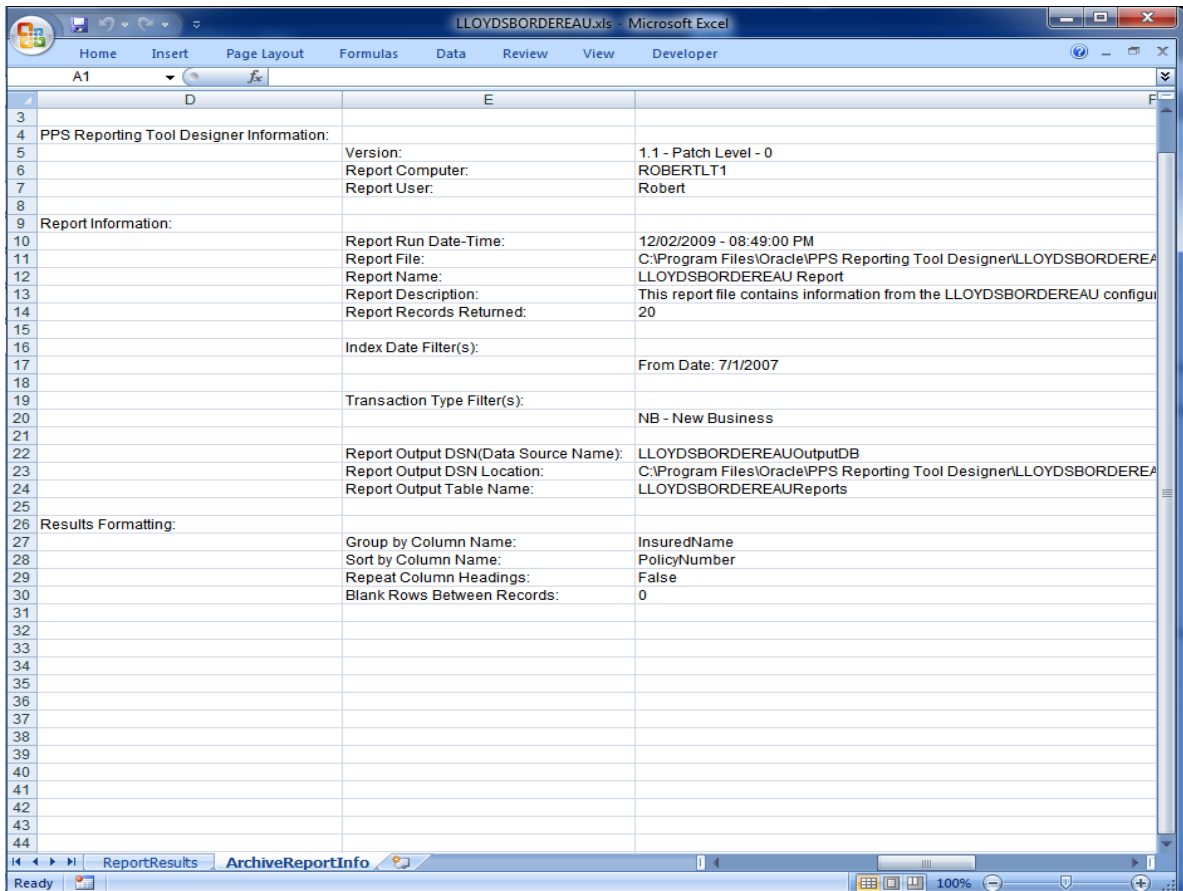 LLOYDSBORDEREAU.xls - Microsoft Excel
Home Insert Page Layout Formulas Data Review View Developer
A1 fx
D E F
3
4 PPS Reporting Tool Designer Information:
5 Version: 1.1 - Patch Level - 0
6 Report Computer: ROBERTLT1
7 Report User: Robert
8
9 Report Information:
10 Report Run Date-Time: 12/02/2009 - 08:49:00 PM
11 Report File: C:\Program Files\Oracle\PPS Reporting Tool Designer\LLOYDSBORDEREA
12 Report Name: LLOYDSBORDEREAU Report
13 Report Description: This report file contains information from the LLOYDSBORDEREAU configu
14 Report Records Returned: 20
15
16 Index Date Filter(s):
17 From Date: 7/1/2007
18
19 Transaction Type Filter(s):
20 NB - New Business
21
22 Report Output DSN(Data Source Name): LLOYDSBORDEREAUOutputDB
23 Report Output DSN Location: C:\Program Files\Oracle\PPS Reporting Tool Designer\LLOYDSBORDEREA
24 Report Output Table Name: LLOYDSBORDEREAUReports
25
26 Results Formatting:
27 Group by Column Name: InsuredName
28 Sort by Column Name: PolicyNumber
29 Repeat Column Headings: False
30 Blank Rows Between Records: 0
31
32
33
34
35
36
37
38
39
40
41
42
43
44
ReportResults ArchiveReportInfo
Ready 100%